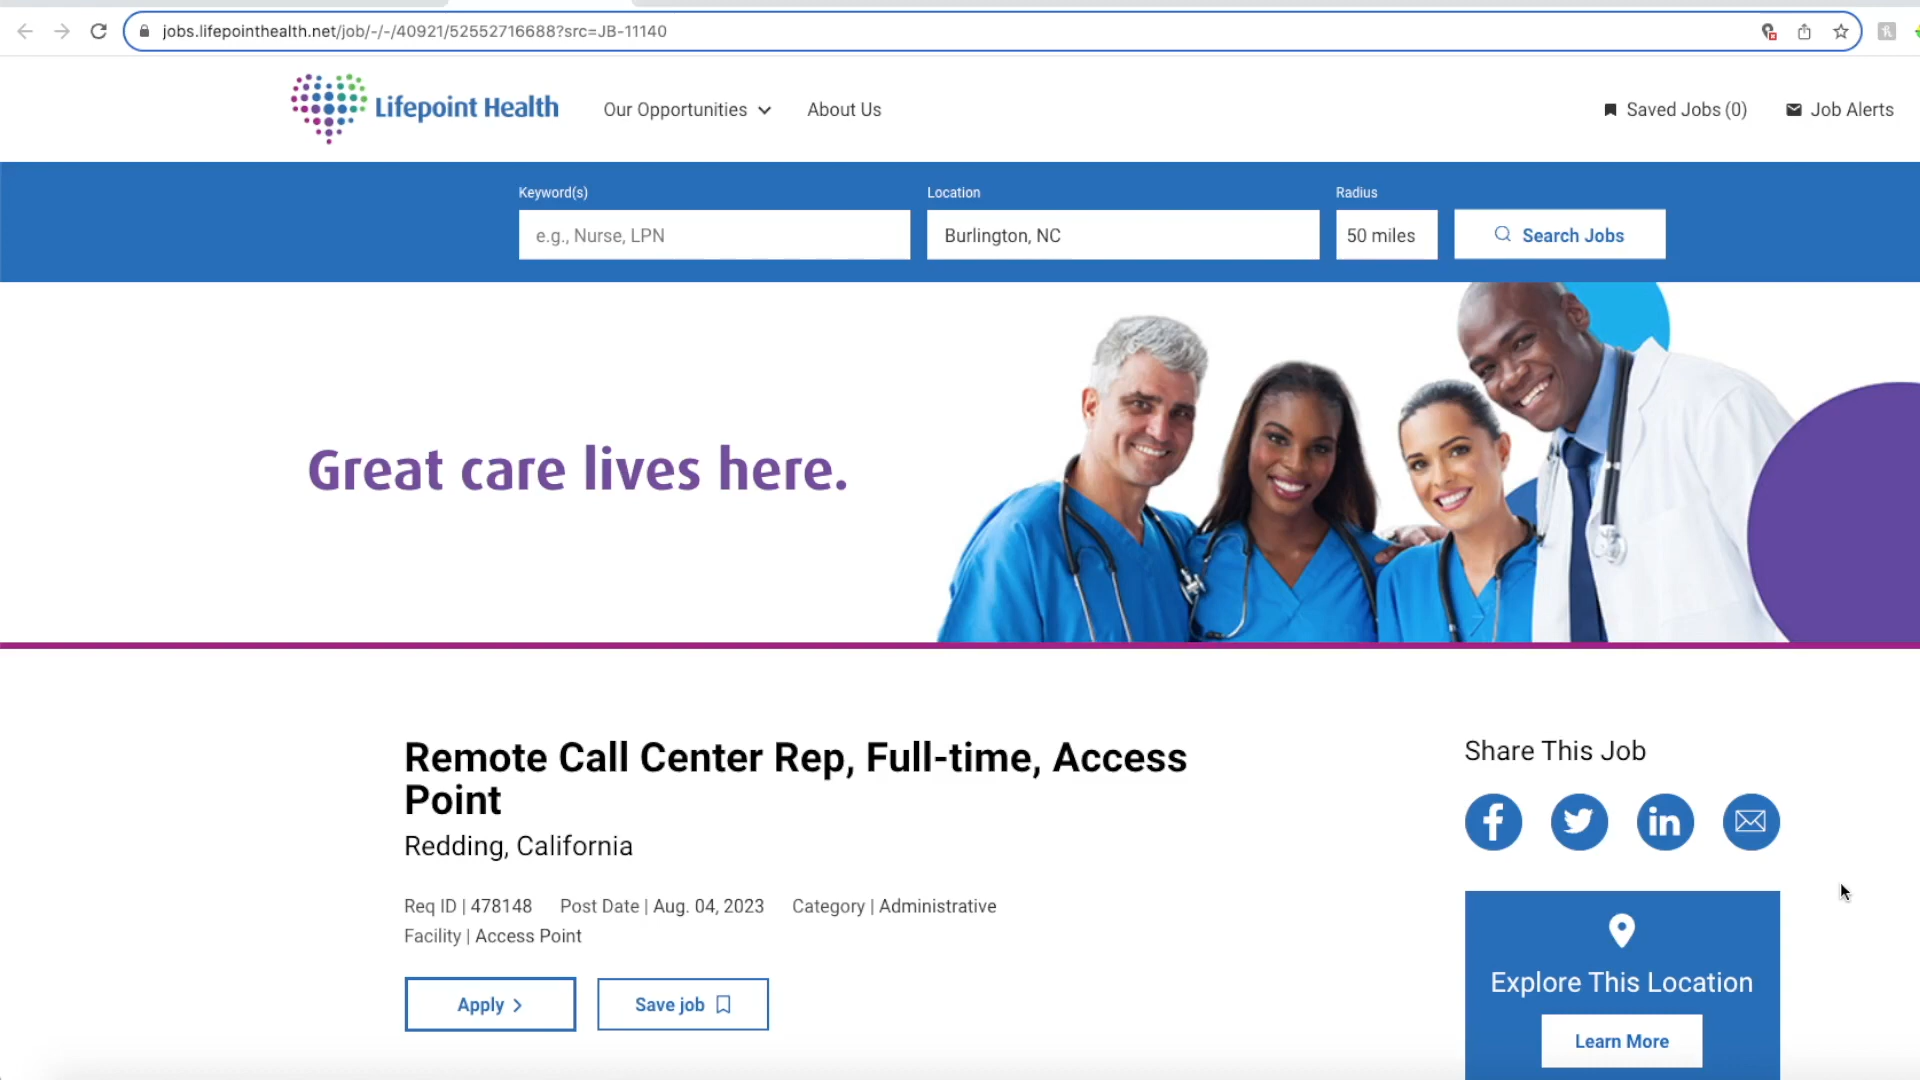 jobs.lifepointhealth.net/job/-/-/40921/52552716688?src=JB-11140
Lifepoint Health
Our Opportunities
About Us
Saved Jobs (0)
Job Alerts
Keyword(s)
Location
Radius
e.g., Nurse, LPN
Burlington, NC
50 miles
Search Jobs
Great care lives here.
Remote Call Center Rep, Full-time, Access
Point
Redding, California
Req ID | 478148 Post Date | Aug. 04, 2023 Category | Administrative
Facility | Access Point
Apply
Save job
Share This Job
Explore This Location
Learn More